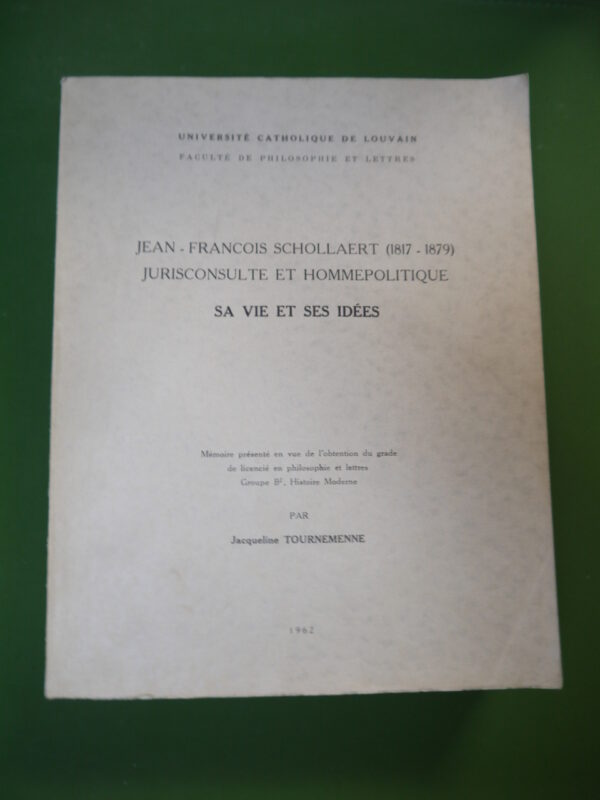 UNIVERSITÉ CATHOLIQUE DE LOUVAIN
FACULTÉ DE PHILOSOPHIE ET LETTRES
JEAN - FRANCOIS SCHOLLAERT (1817 - 1879)
JURISCONSULTE ET HOMMEPOLITIQUE
SA VIE ET SES IDÉES
Mémoire présenté en vue de l'obtention du grade
de licencié en philosophie et lettres
Groupe B², Histoire Moderne
PAR
Jacqueline TOURNEMENNE
1962